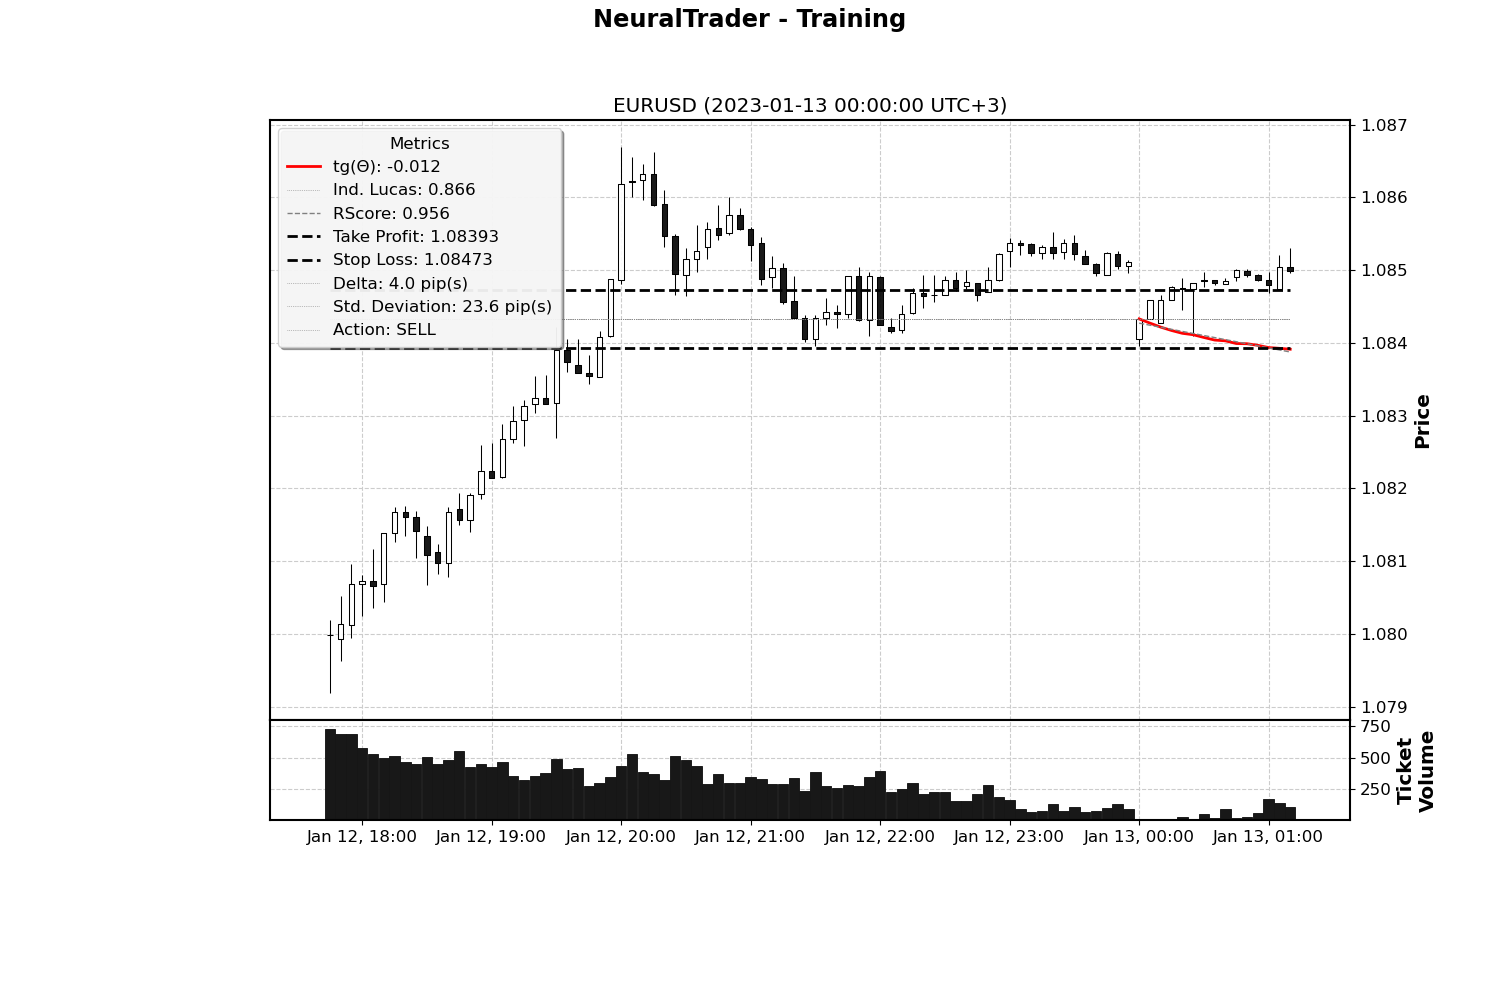 NeuralTrader - Training
EURUSD (2023-01-13 00:00:00 UTC+3)
Metrics
tg(Θ): -0.012
Ind. Lucas: 0.866
RScore: 0.956
Take Profit: 1.08393
Stop Loss: 1.08473
Delta: 4.0 pip(s)
Std. Deviation: 23.6 pip(s)
Action: SELL
1.087
1.086
1.085
1.084
1.083
1.082
1.081
1.080
1.079
Price
750
500
250
Ticket
Volume
Jan 12, 18:00
Jan 12, 19:00
Jan 12, 20:00
Jan 12, 21:00
Jan 12, 22:00
Jan 12, 23:00
Jan 13, 00:00
Jan 13, 01:00